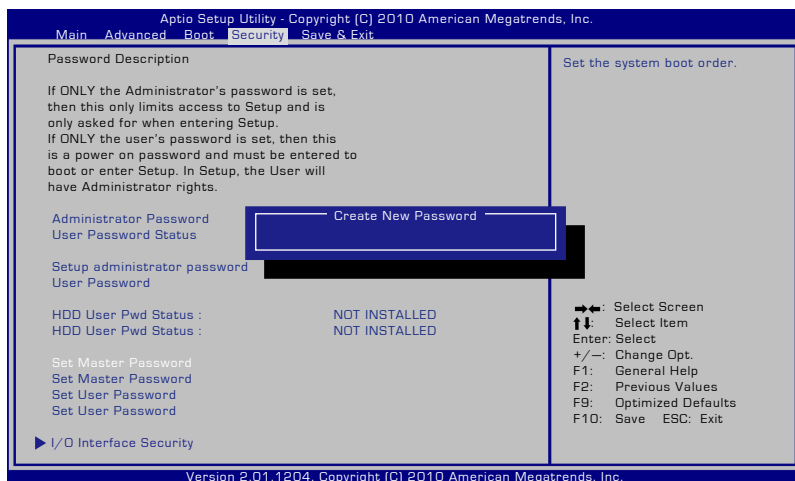 Aptio Setup Utility - Copyright (C) 2010 American Megatrends, Inc.
Main Advanced Boot Security Save & Exit
Password Description
If ONLY the Administrator's password is set,
then this only limits access to Setup and is
only asked for when entering Setup.
If ONLY the user's password is set, then this
is a power on password and must be entered to
boot or enter Setup. In Setup, the User will
have Administrator rights.
Administrator Password
User Password Status
Create New Password
Setup administrator password
User Password
HDD User Pwd Status : NOT INSTALLED
HDD User Pwd Status : NOT INSTALLED
Set Master Password
Set Master Password
Set User Password
Set User Password
I/O Interface Security
Set the system boot order.
→←: Select Screen
↑↓: Select Item
Enter: Select
+/—: Change Opt.
F1: General Help
F2: Previous Values
F9: Optimized Defaults
F10: Save ESC: Exit
Version 2.01.1204. Copyright (C) 2010 American Megatrends, Inc.